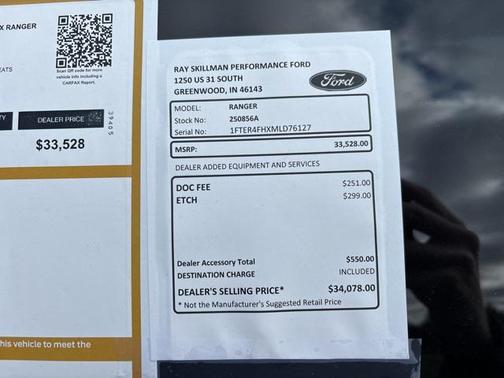 X RANGER
EATS
Scan QR code for more
vehicle info including a
CARFAX Report.
TY
DEALER PRICE
39405
$33,528
his vehicle to meet the
RAY SKILLMAN PERFORMANCE FORD
1250 US 31 SOUTH
GREENWOOD, IN 46143
Ford
MODEL: RANGER
Stock No: 250856A
Serial No: 1FTER4FHXMLD76127
MSRP: 33,528.00
DEALER ADDED EQUIPMENT AND SERVICES
DOC FEE $251.00
ETCH $299.00
Dealer Accessory Total $550.00
DESTINATION CHARGE INCLUDED
DEALER'S SELLING PRICE* $34,078.00
* Not the Manufacturer's Suggested Retail Price